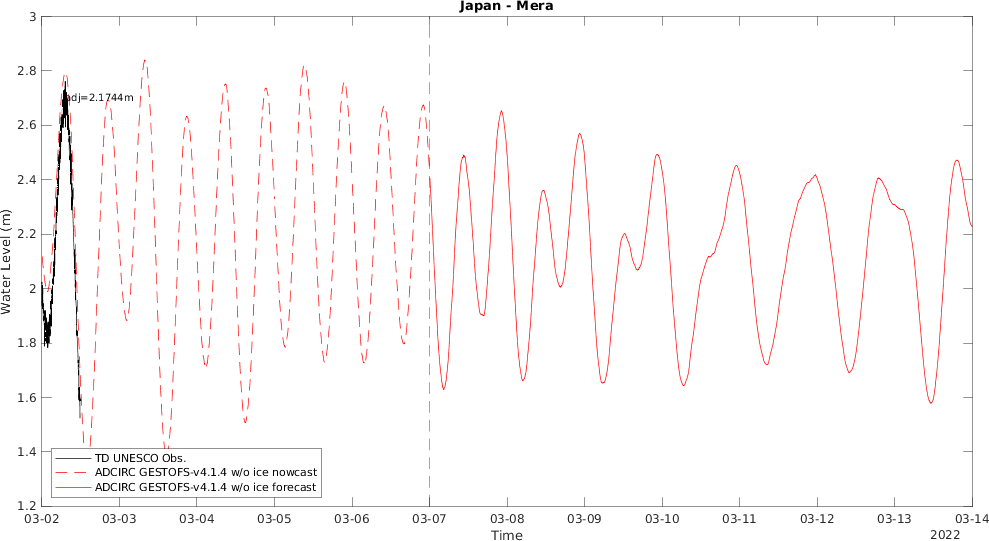 Japan - Mera
3
2.8
2.6
2.4
2.2
2
1.8
1.6
1.4
1.2
Water Level (m)
adj=2.1744m
TD UNESCO Obs.
ADCIRC GESTOFS-v4.1.4 w/o ice nowcast
ADCIRC GESTOFS-v4.1.4 w/o ice forecast
03-02 03-03 03-04 03-05 03-06 03-07 03-08 03-09 03-10 03-11 03-12 03-13 03-14
Time
2022